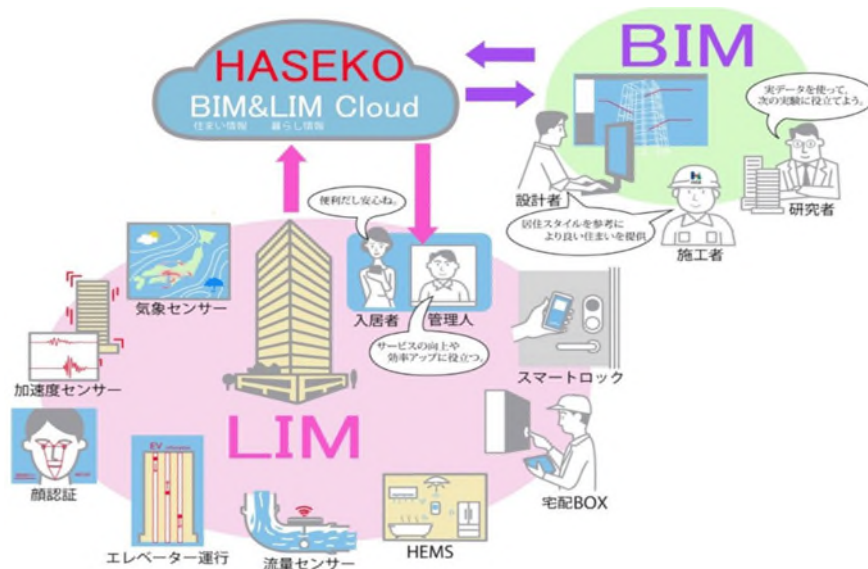 HASEKO
BIM&LIM Cloud
住まい情報 暮らし情報
BIM
実データを使って、
次の実験に役立てよう。
設計者
研究者
居住スタイルを参考に
より良い住まいを提供
施工者
便利だし安心ね。
入居者 管理人
サービスの向上や
効率アップに役立つ。
気象センサー
加速度センサー
スマートロック
LIM
顔認証
EV
エレベーター運行
流量センサー
HEMS
宅配BOX